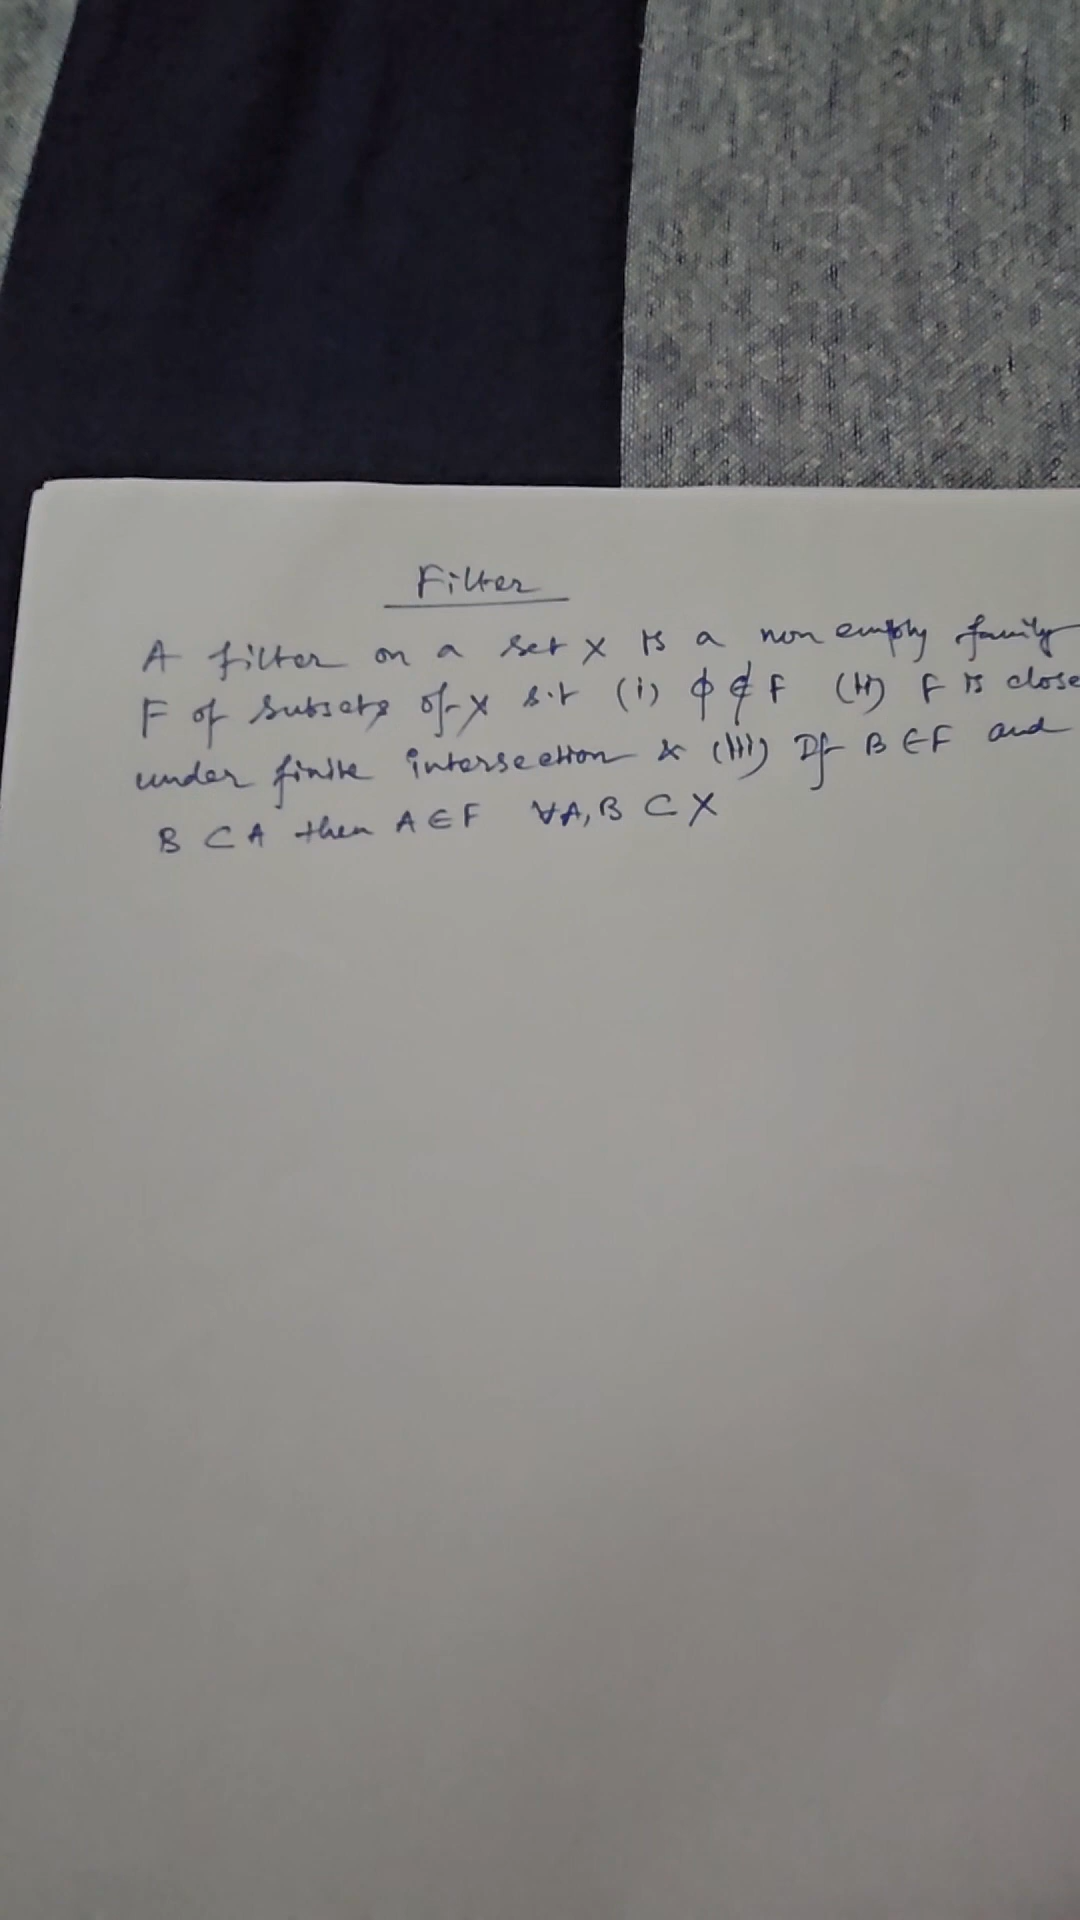 Filter
A filter on a set X is a non empty family
F of subsets of X s.t (i) ϕ ∉ F (ii) F is close
under finite intersection & (iii) If B ∈ F and
B ⊂ A then A ∈ F ∀A, B ⊂ X